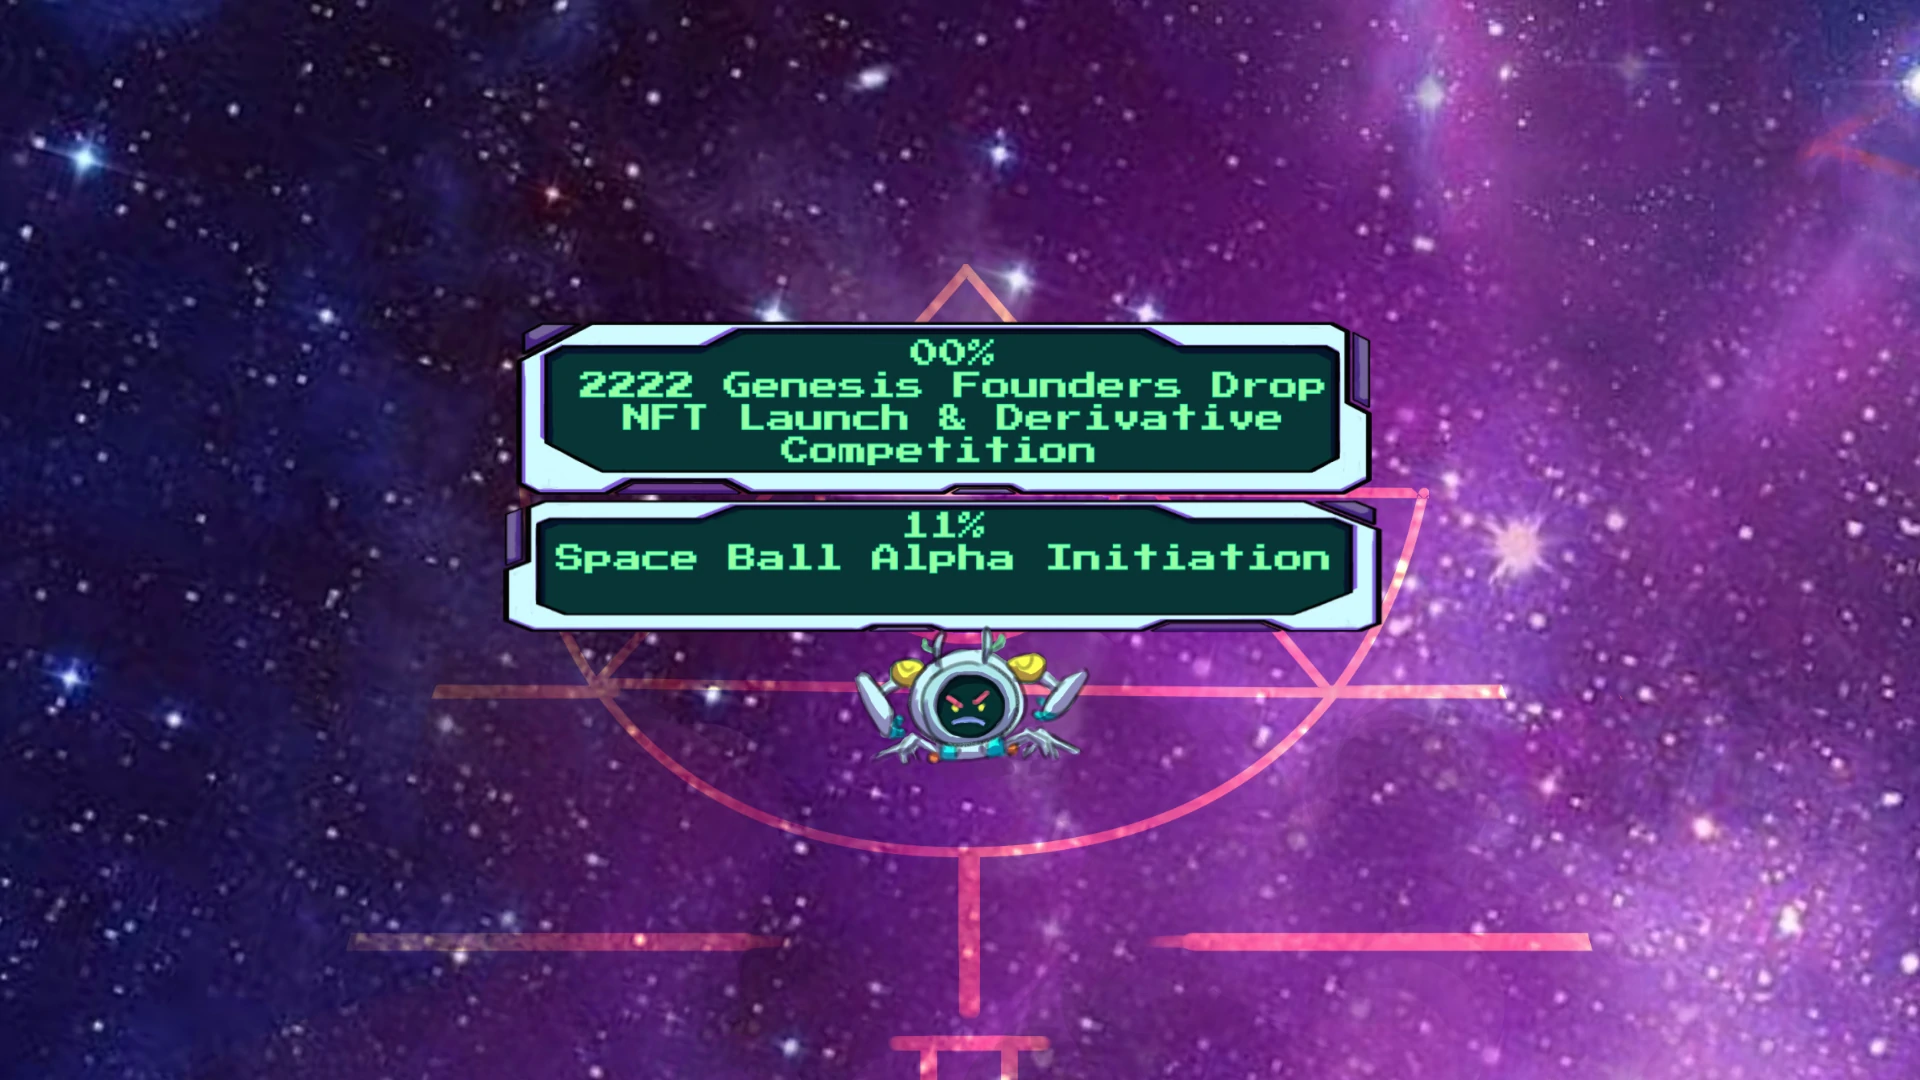 00%
2222 Genesis Founders Drop
NFT Launch & Derivative
Competition
11%
Space Ball Alpha Initiation